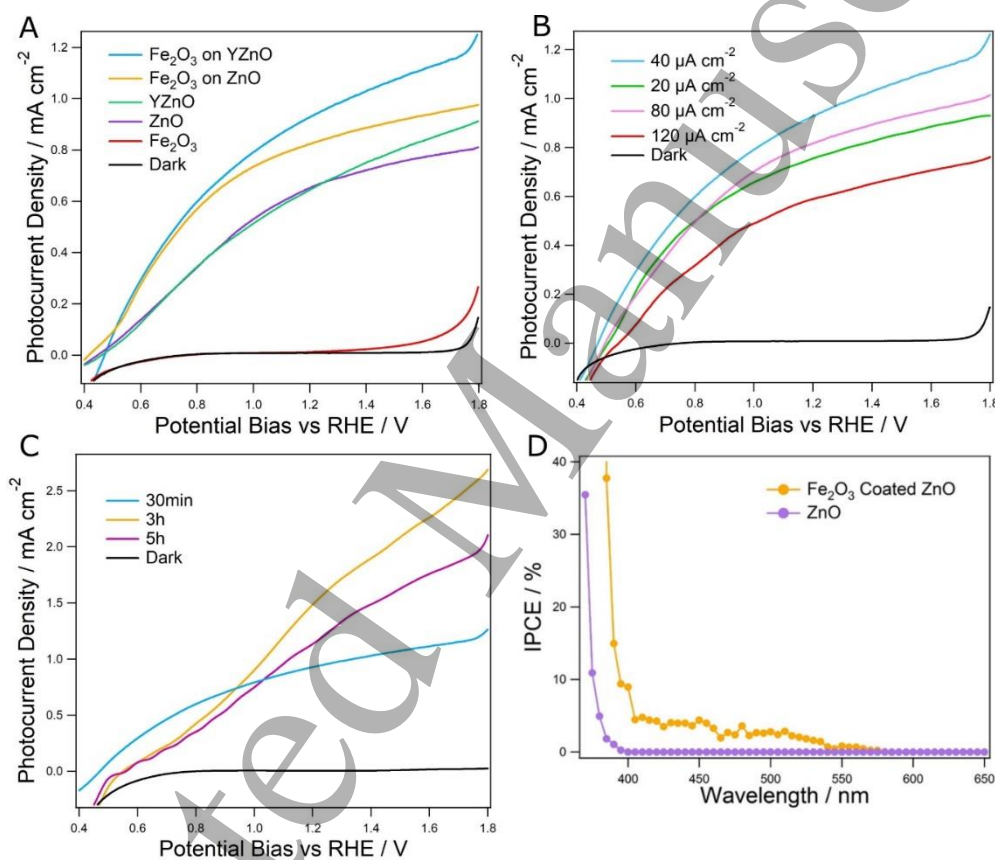 A
Photocurrent Density / mA cm⁻²
1.2
1.0
0.8
0.6
0.4
0.2
0.0
Fe₂O₃ on YZnO
Fe₂O₃ on ZnO
YZnO
ZnO
Fe₂O₃
Dark
0.4 0.6 0.8 1.0 1.2 1.4 1.6 1.8
Potential Bias vs RHE / V
B
Photocurrent Density / mA cm⁻²
1.2
1.0
0.8
0.6
0.4
0.2
0.0
40 µA cm⁻²
20 µA cm⁻²
80 µA cm⁻²
120 µA cm⁻²
Dark
0.4 0.6 0.8 1.0 1.2 1.4 1.6 1.8
Potential Bias vs RHE / V
C
Photocurrent Density / mA cm⁻²
2.5
2.0
1.5
1.0
0.5
0.0
30min
3h
5h
Dark
0.4 0.6 0.8 1.0 1.2 1.4 1.6 1.8
Potential Bias vs RHE / V
D
IPCE / %
40
30
20
10
0
Fe₂O₃ Coated ZnO
ZnO
400 450 500 550 600 650
Wavelength / nm
ted Manus